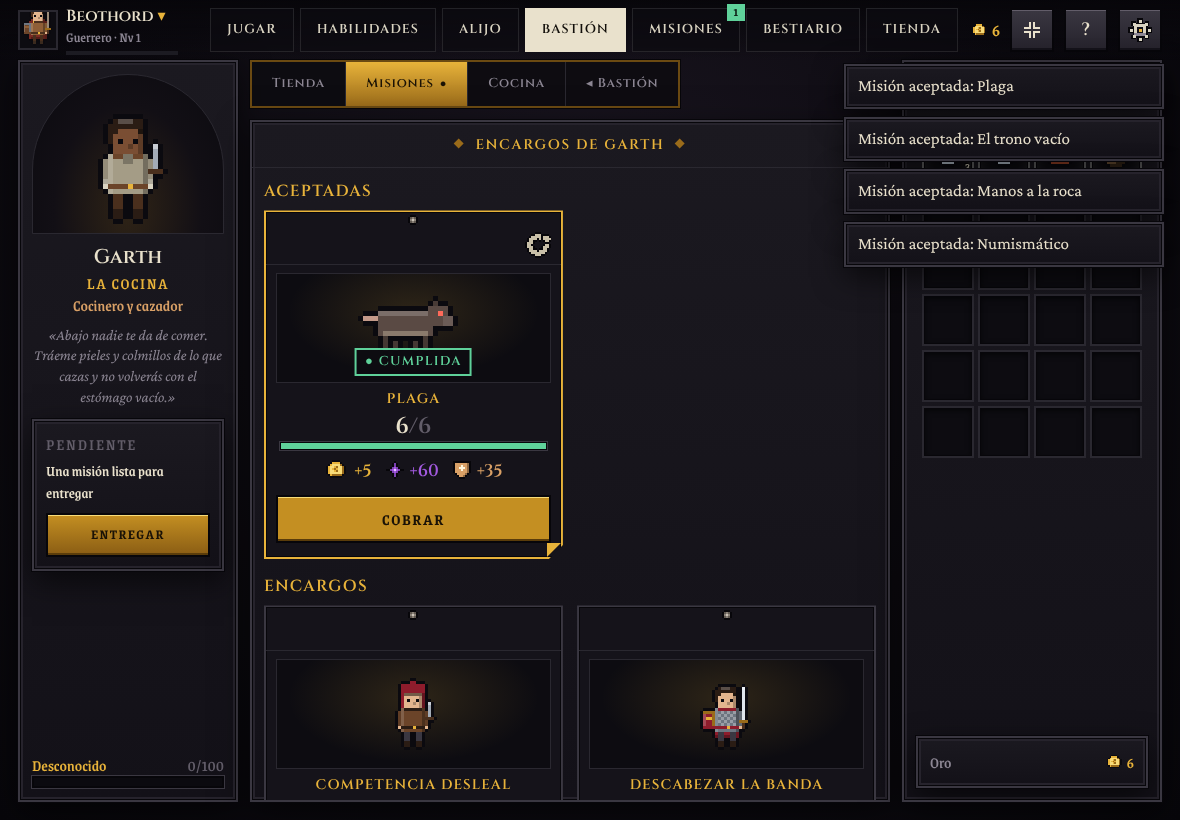 BEOTHORD ▾
Guerrero · Nv 1
JUGAR
HABILIDADES
ALIJO
BASTIÓN
MISIONES
1
BESTIARIO
TIENDA
6
?
TIENDA
MISIONES •
COCINA
◂ BASTIÓN
Misión aceptada: Plaga
Misión aceptada: El trono vacío
Misión aceptada: Manos a la roca
Misión aceptada: Numismático
GARTH
LA COCINA
Cocinero y cazador
«Abajo nadie te da de comer.
Tráeme pieles y colmillos de lo que
cazas y no volverás con el
estómago vacío.»
PENDIENTE
Una misión lista para
entregar
ENTREGAR
Desconocido
0/100
ENCARGOS DE GARTH
ACEPTADAS
• CUMPLIDA
PLAGA
6/6
+5
+60
+35
COBRAR
ENCARGOS
COMPETENCIA DESLEAL
DESCABEZAR LA BANDA
Oro
6